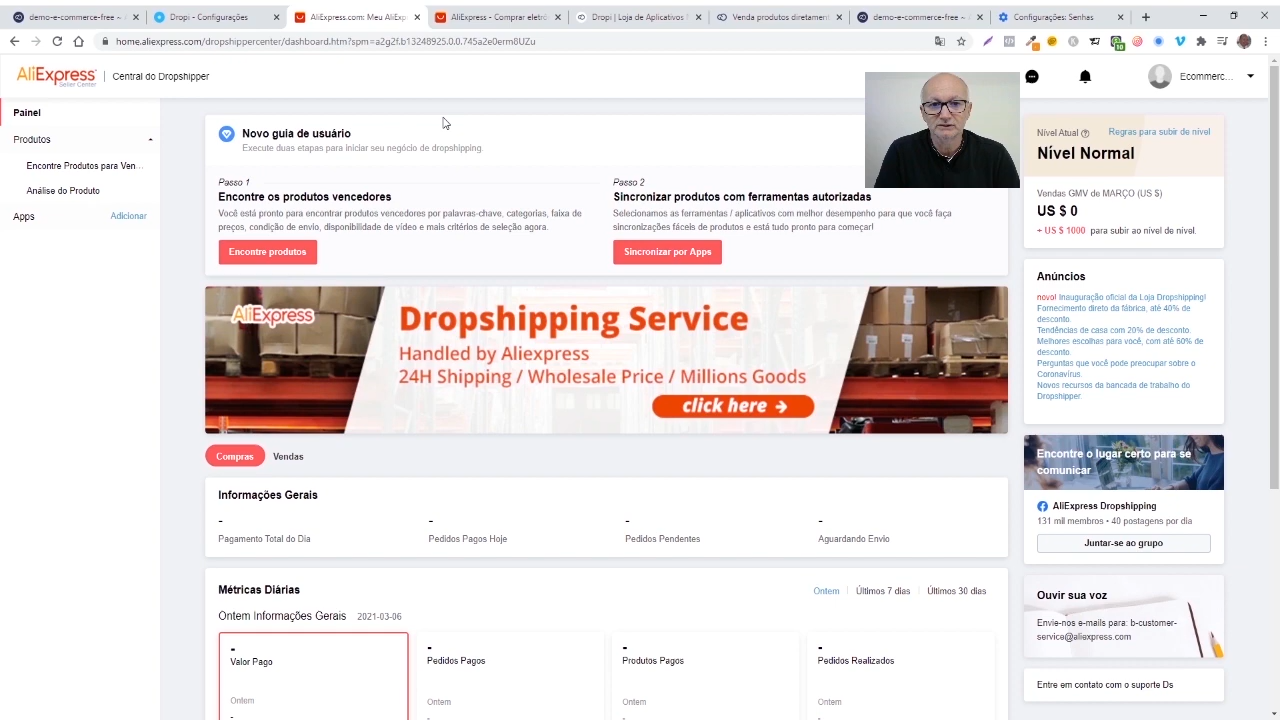 demo-e-commerce-free
Dropi - Configurações
AliExpress.com: Meu AliExp
AliExpress - Comprar eletró
Dropi | Loja de Aplicativos
Venda produtos diretament
demo-e-commerce-free
Configurações: Senhas
home.aliexpress.com/dropshippercenter/dashboard.htm?spm=a2g2f.b13248925.0.0.745a2e0erm8UZu
10
AliExpress
Seller Center
Central do Dropshipper
Ecommerc...
Painel
Produtos
Encontre Produtos para Ven...
Análise do Produto
Apps
Adicionar
Novo guia de usuário
Execute duas etapas para iniciar seu negócio de dropshipping.
Passo 1
Encontre os produtos vencedores
Você está pronto para encontrar produtos vencedores por palavras-chave, categorias, faixa de
preços, condição de envio, disponibilidade de vídeo e mais critérios de seleção agora.
Encontre produtos
Passo 2
Sincronizar produtos com ferramentas autorizadas
Selecionamos as ferramentas / aplicativos com melhor desempenho para que você faça
sincronizações fáceis de produtos e está tudo pronto para começar!
Sincronizar por Apps
AliExpress
Dropshipping Service
Handled by Aliexpress
24H Shipping / Wholesale Price / Millions Goods
click here →
Compras
Vendas
Informações Gerais
-
Pagamento Total do Dia
-
Pedidos Pagos Hoje
-
Pedidos Pendentes
-
Aguardando Envio
Métricas Diárias
Ontem
Últimos 7 dias
Últimos 30 dias
Ontem Informações Gerais 2021-03-06
-
Valor Pago
Ontem
-
-
Pedidos Pagos
Ontem
-
-
Produtos Pagos
Ontem
-
-
Pedidos Realizados
Ontem
-
Nível Atual
Regras para subir de nível
Nível Normal
Vendas GMV de MARÇO (US $)
US $ 0
+ US $ 1000 para subir ao nível de nível.
Anúncios
novo! Inauguração oficial da Loja Dropshipping!
Fornecimento direto da fábrica, até 40% de
desconto.
Tendências de casa com 20% de desconto.
Melhores escolhas para você, com até 60% de
desconto.
Perguntas que você pode preocupar sobre o
Coronavírus.
Novos recursos da bancada de trabalho do
Dropshipper.
Encontre o lugar certo para se
comunicar
AliExpress Dropshipping
131 mil membros • 40 postagens por dia
Juntar-se ao grupo
Ouvir sua voz
Envie-nos e-mails para: b-customer-
service@aliexpress.com
Entre em contato com o suporte Ds